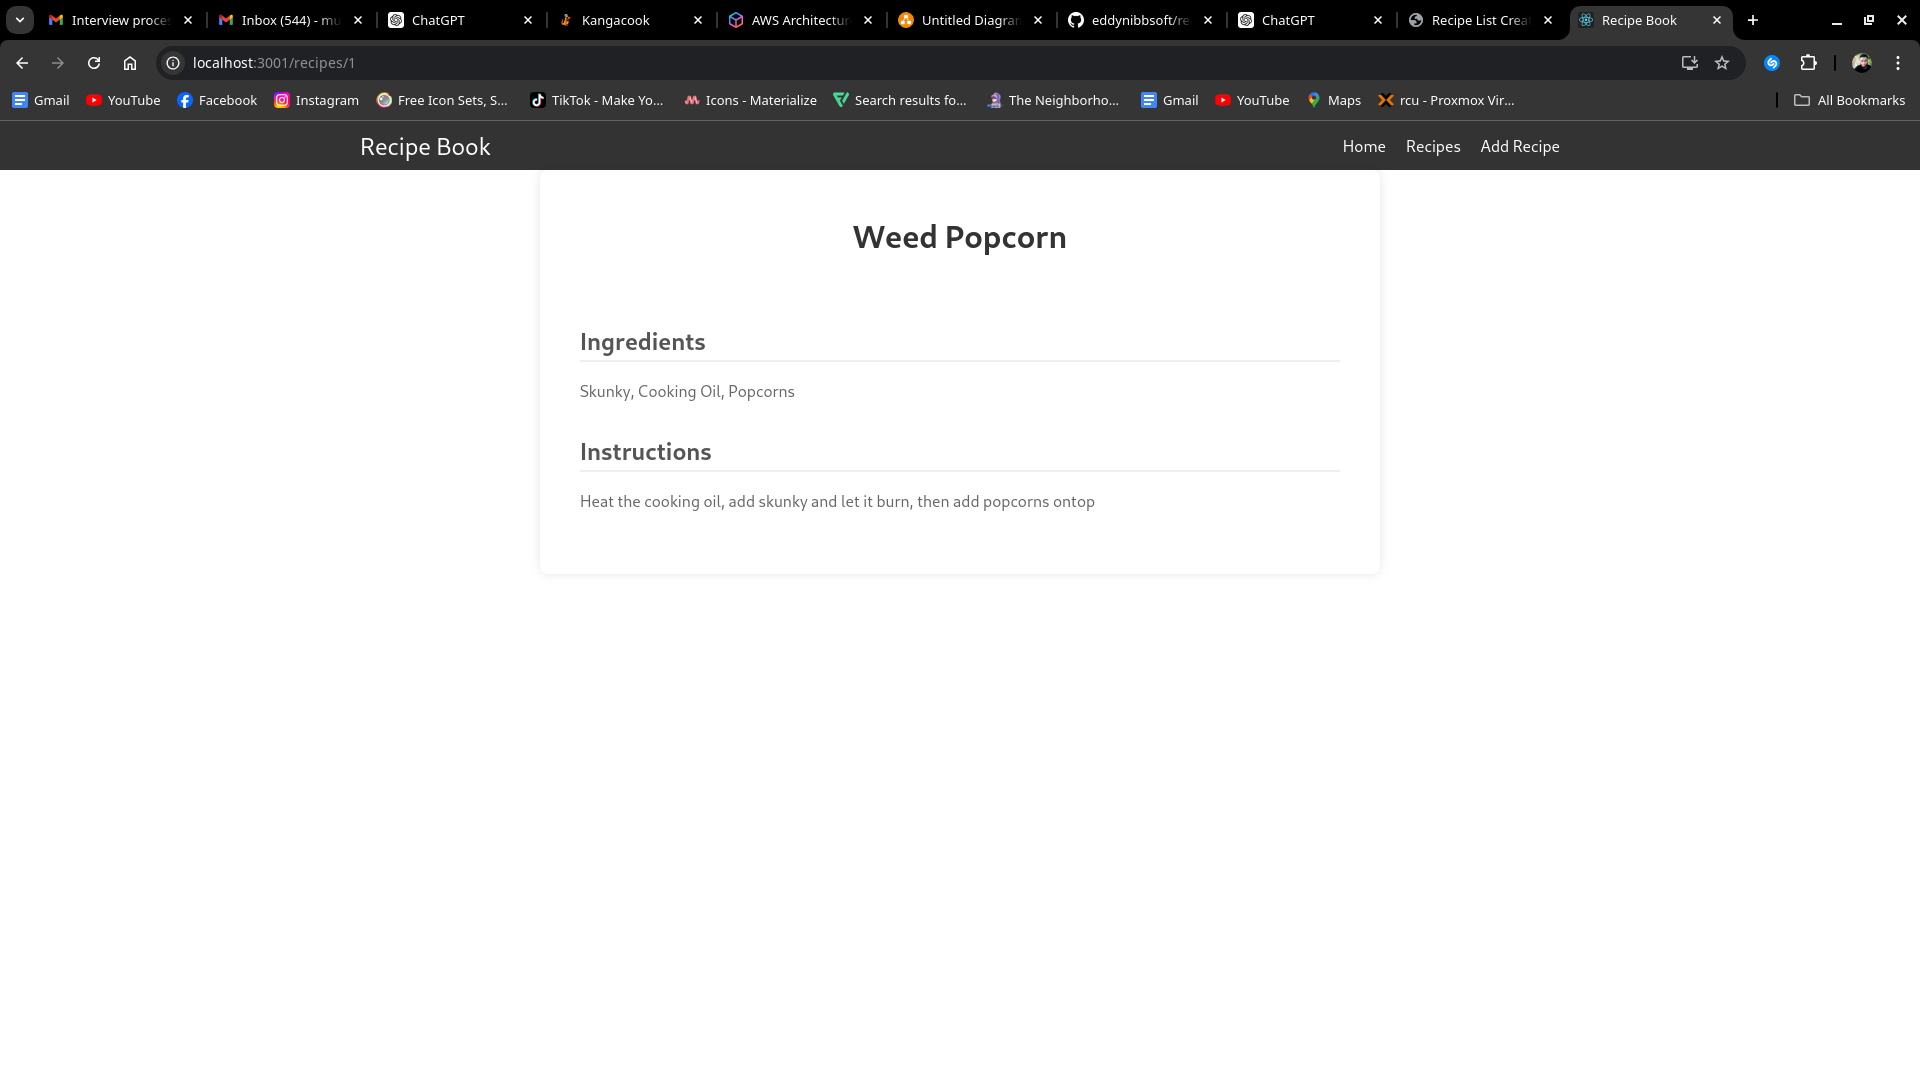 Interview proces
Inbox (544) - mu
ChatGPT
Kangacook
AWS Architectur
Untitled Diagram
eddynibbsoft/re
ChatGPT
Recipe List Crea
Recipe Book
localhost:3001/recipes/1
Gmail
YouTube
Facebook
Instagram
Free Icon Sets, S...
TikTok - Make Yo...
Icons - Materialize
Search results fo...
The Neighborho...
Gmail
YouTube
Maps
rcu - Proxmox Vir...
All Bookmarks
Recipe Book
Home
Recipes
Add Recipe
Weed Popcorn
Ingredients
Skunky, Cooking Oil, Popcorns
Instructions
Heat the cooking oil, add skunky and let it burn, then add popcorns ontop